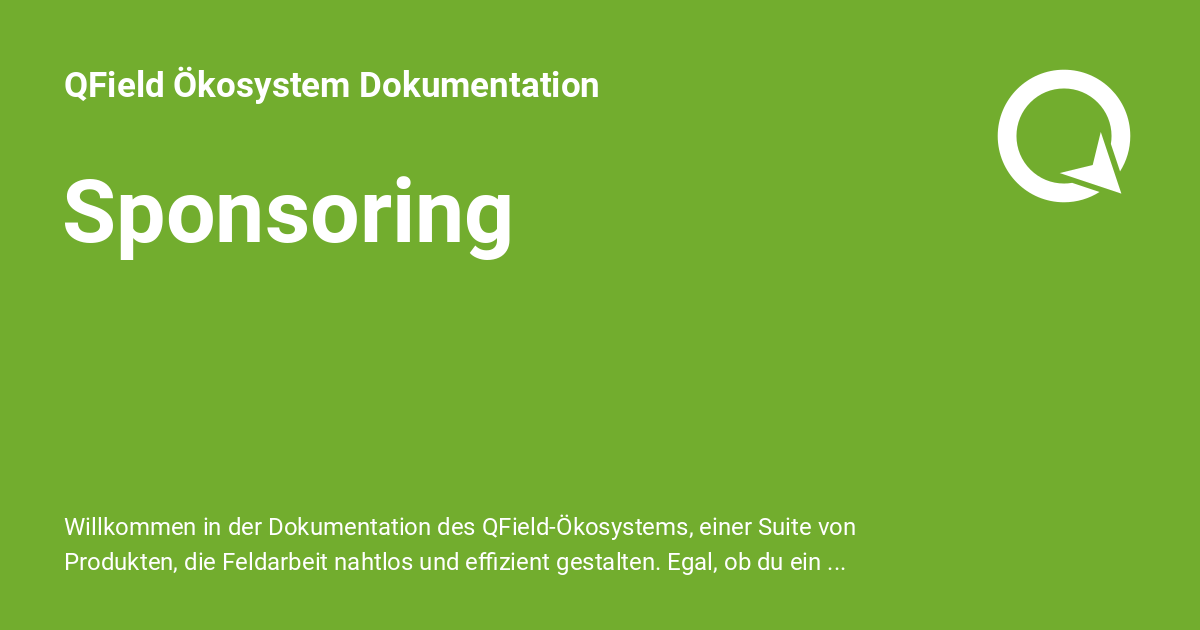 QField Ökosystem Dokumentation
Sponsoring
Willkommen in der Dokumentation des QField-Ökosystems, einer Suite von
Produkten, die Feldarbeit nahtlos und effizient gestalten. Egal, ob du ein ...